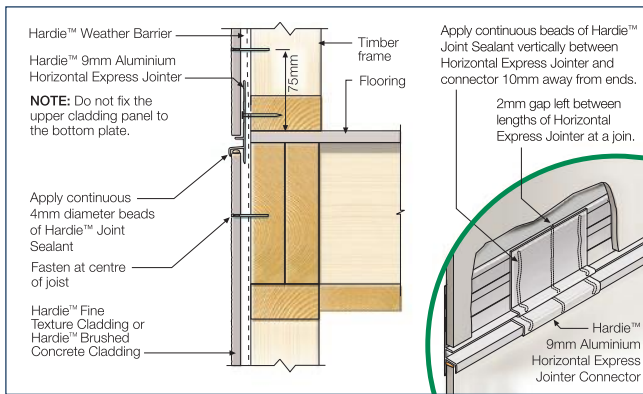 Hardie™ Weather Barrier
Hardie™ 9mm Aluminium
Horizontal Express Jointer
NOTE: Do not fix the
upper cladding panel to
the bottom plate.
Apply continuous
4mm diameter beads
of Hardie™ Joint
Sealant
Fasten at centre
of joist
Hardie™ Fine
Texture Cladding or
Hardie™ Brushed
Concrete Cladding
75mm
Timber
frame
Flooring
Apply continuous beads of Hardie™
Joint Sealant vertically between
Horizontal Express Jointer and
connector 10mm away from ends.
2mm gap left between
lengths of Horizontal
Express Jointer at a join.
Hardie™
9mm Aluminium
Horizontal Express
Jointer Connector